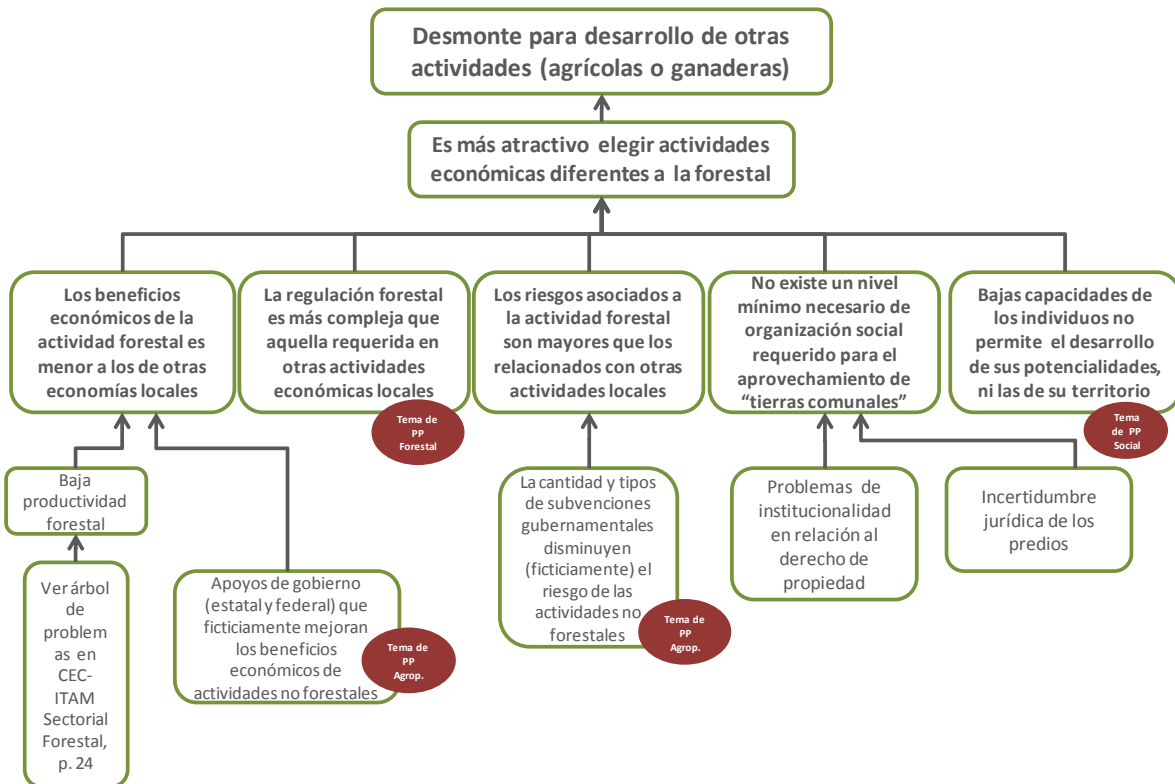 Desmonte para desarrollo de otras
actividades (agrícolas o ganaderas)
Es más atractivo elegir actividades
económicas diferentes a la forestal
Los beneficios
económicos de la
actividad forestal es
menor a los de otras
economías locales
La regulación forestal
es más compleja que
aquella requerida en
otras actividades
económicas locales
Tema de
PP
Forestal
Los riesgos asociados a
la actividad forestal
son mayores que los
relacionados con otras
actividades locales
No existe un nivel
mínimo necesario de
organización social
requerido para el
aprovechamiento de
“tierras comunales”
Bajas capacidades de
los individuos no
permite el desarrollo
de sus potencialidades,
ni las de su territorio
Tema
de PP
Social
Baja
productividad
forestal
Ver árbol
de
problem
as en
CEC-
ITAM
Sectorial
Forestal,
p. 24
Apoyos de gobierno
(estatal y federal) que
ficticiamente mejoran
los beneficios
económicos de
actividades no forestales
Tema de
PP
Agrop.
La cantidad y tipos
de subvenciones
gubernamentales
disminuyen
(ficticiamente) el
riesgo de las
actividades no
forestales
Tema de
PP
Agrop.
Problemas de
institucionalidad
en relación al
derecho de
propiedad
Incertidumbre
jurídica de los
predios